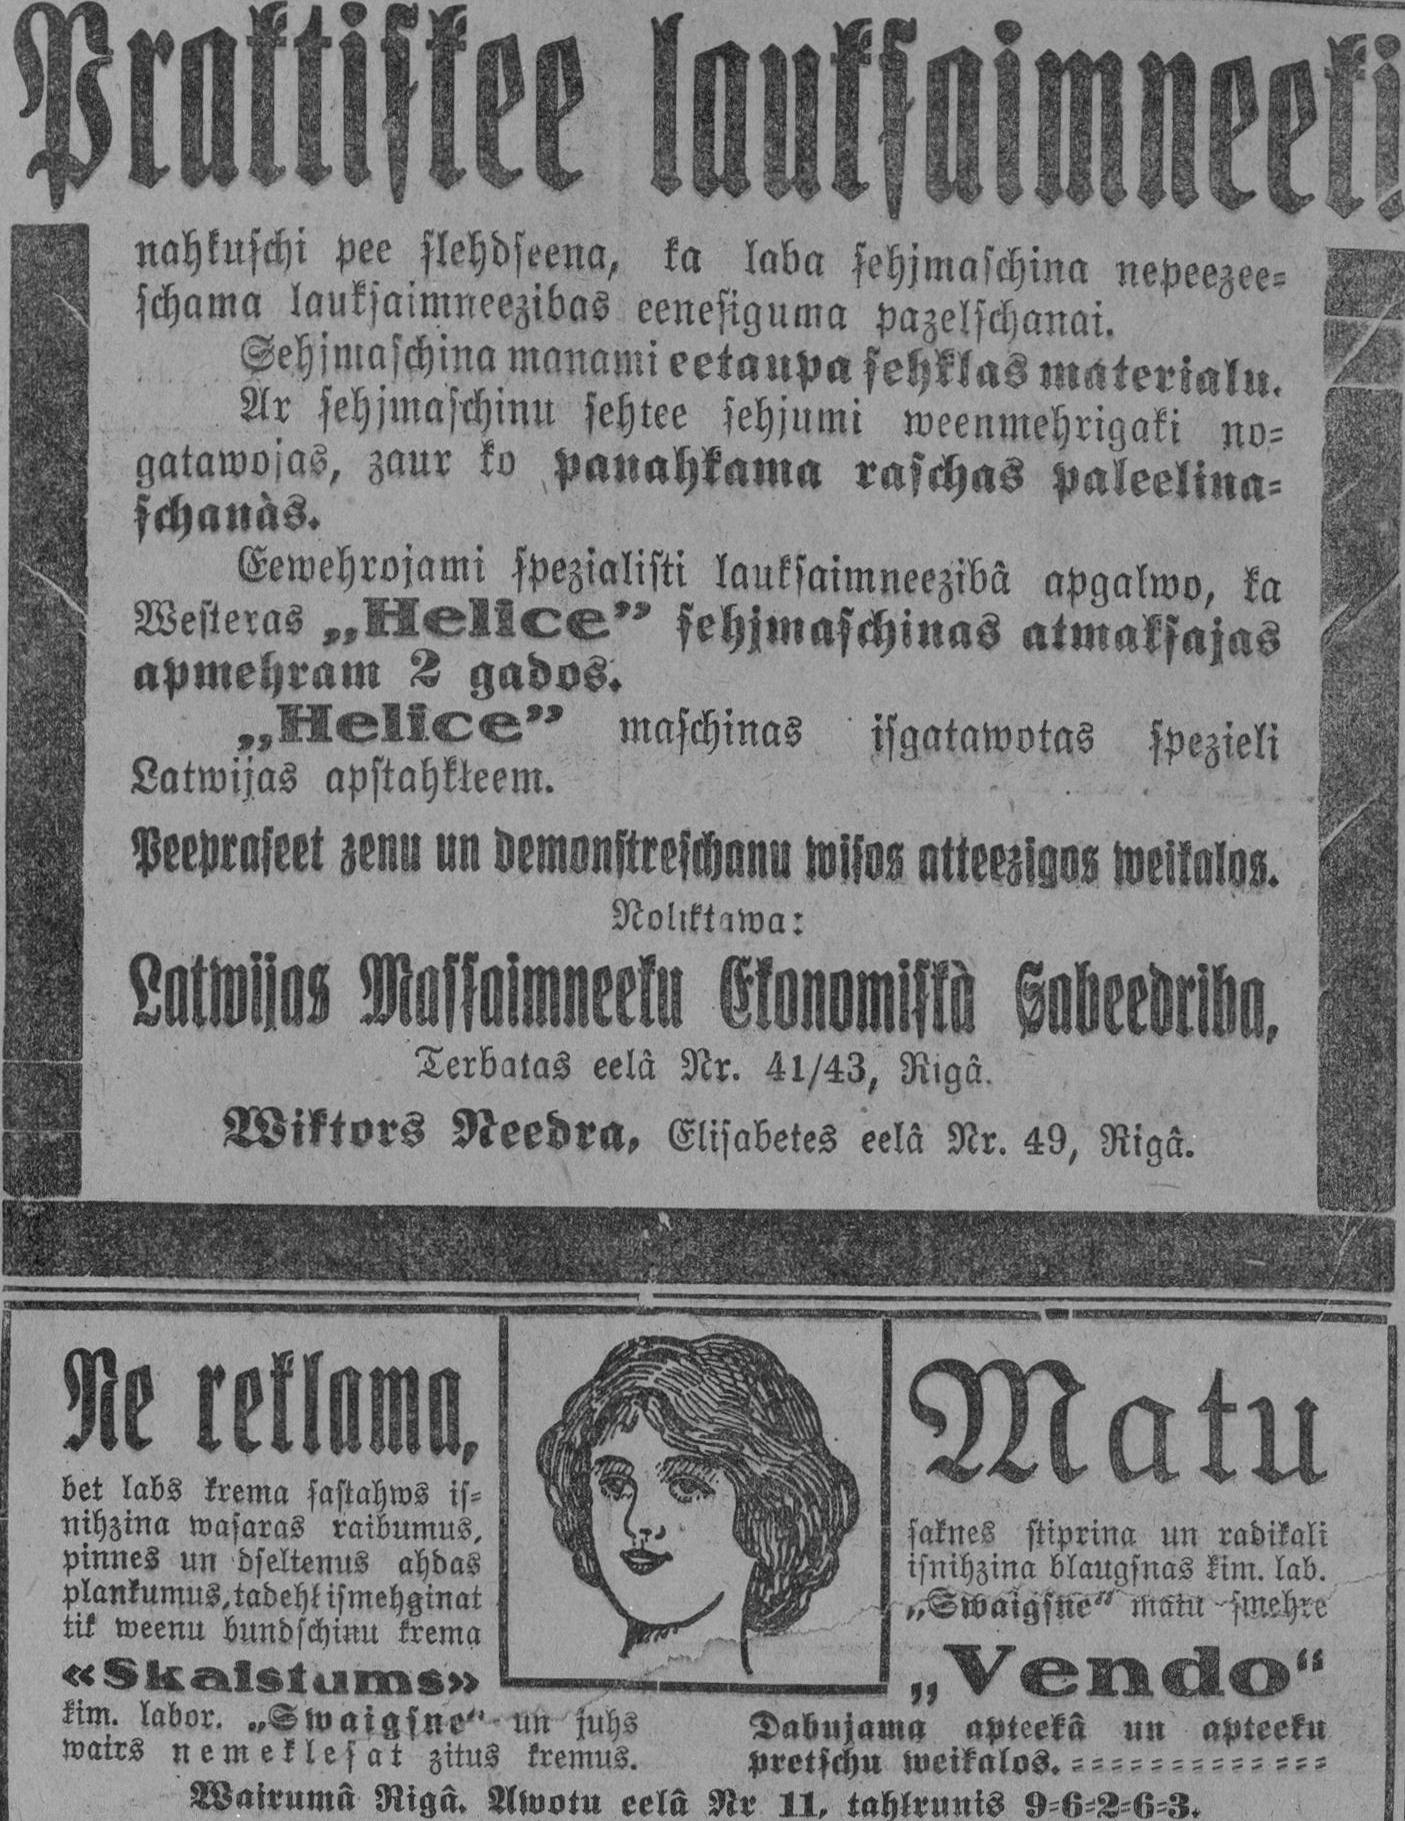 Praktiskee lauksaimneeki
nahkuschi pee slehdseena, ka laba sehjmaschina nepeezee=
schama lauksaimneezibas eenesiguma pazelschanai.
Sehjmaschina manami eetaupa sehklas materialu.
Ar sehjmaschinu sehtee sehjumi weenmehrigaki no=
gatawojas, zaur ko panahkama raschas paleelina=
schanàs.
Eewehrojami spezialisti lauksaimneezibâ apgalwo, ka
Westeras „Helice” sehjmaschinas atmaksajas
apmehram 2 gados.
„Helice” maschinas isgatawotas spezieli
Latwijas apstahkłeem.
Peepraseet zenu un demonstreschanu wisos atteezigos weikalos.
Noliktawa:
Latwijas Massaimneeku Ekonomiskà Sabeedriba,
Terbatas eelâ Nr. 41/43, Rigâ.
Wiktors Needra, Elisabetes eelâ Nr. 49, Rigâ.
Ne reklama,
bet labs krema sastahws is=
nihzina wasaras raibumus,
pinnes un dseltenus ahdas
plankumus, tadehł ismehginat
tik weenu bundschinu krema
«Skaistums»
kim. labor. „Swaigsne“ un juhs
wairs nemeklesat zitus kremus.
Matu
saknes stiprina un radikali
isnihzina blaugsnas kim. lab.
„Swaigsne“ matu smehre
„Vendo“
Dabujama apteekâ un apteeku
pretschu weikalos.
Wairumâ Rigâ. Awotu eelâ Nr 11, tahlrunis 9=6=2=6=3.